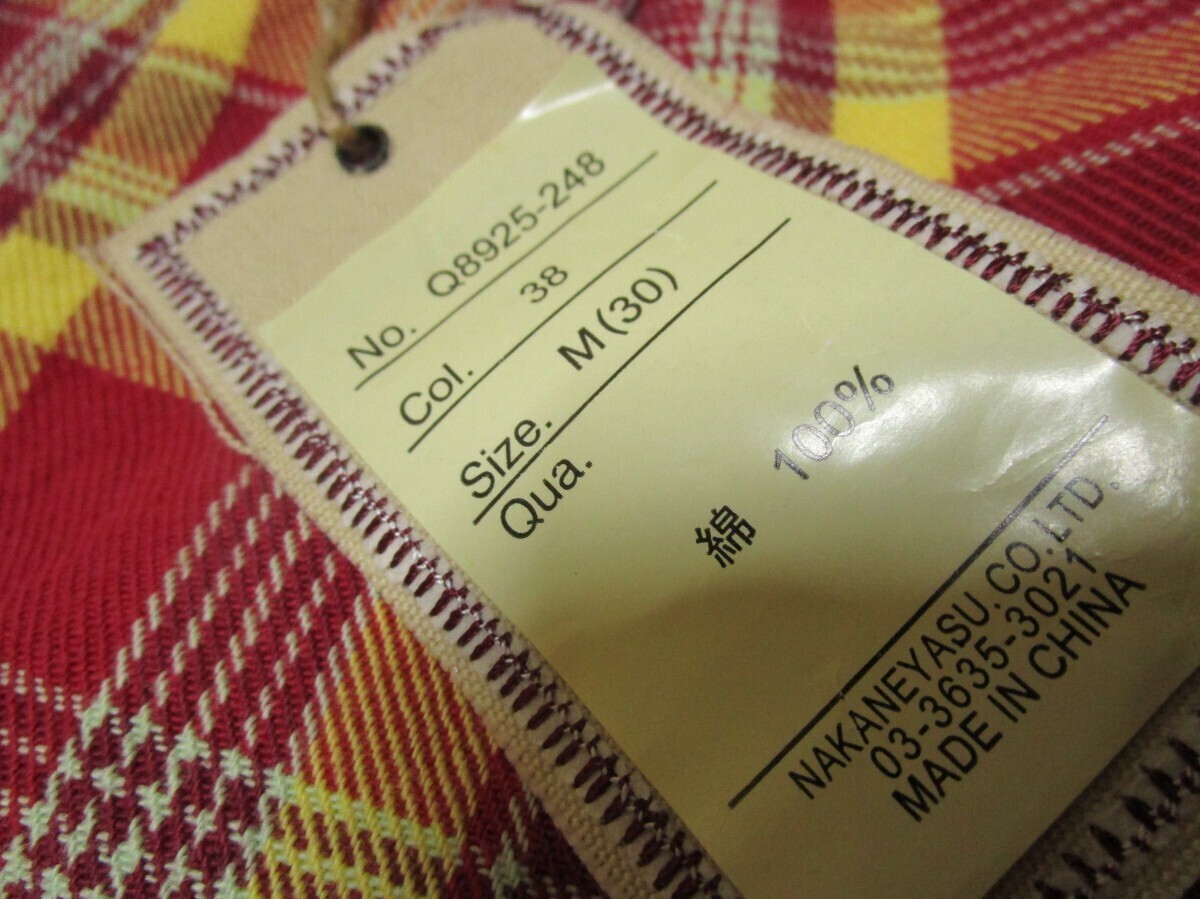 No. Q8925-248
Col. 38
Size. M(30)
Qua.
綿 100%
NAKANEYASU.CO.LTD.
03-3635-3021
MADE IN CHINA